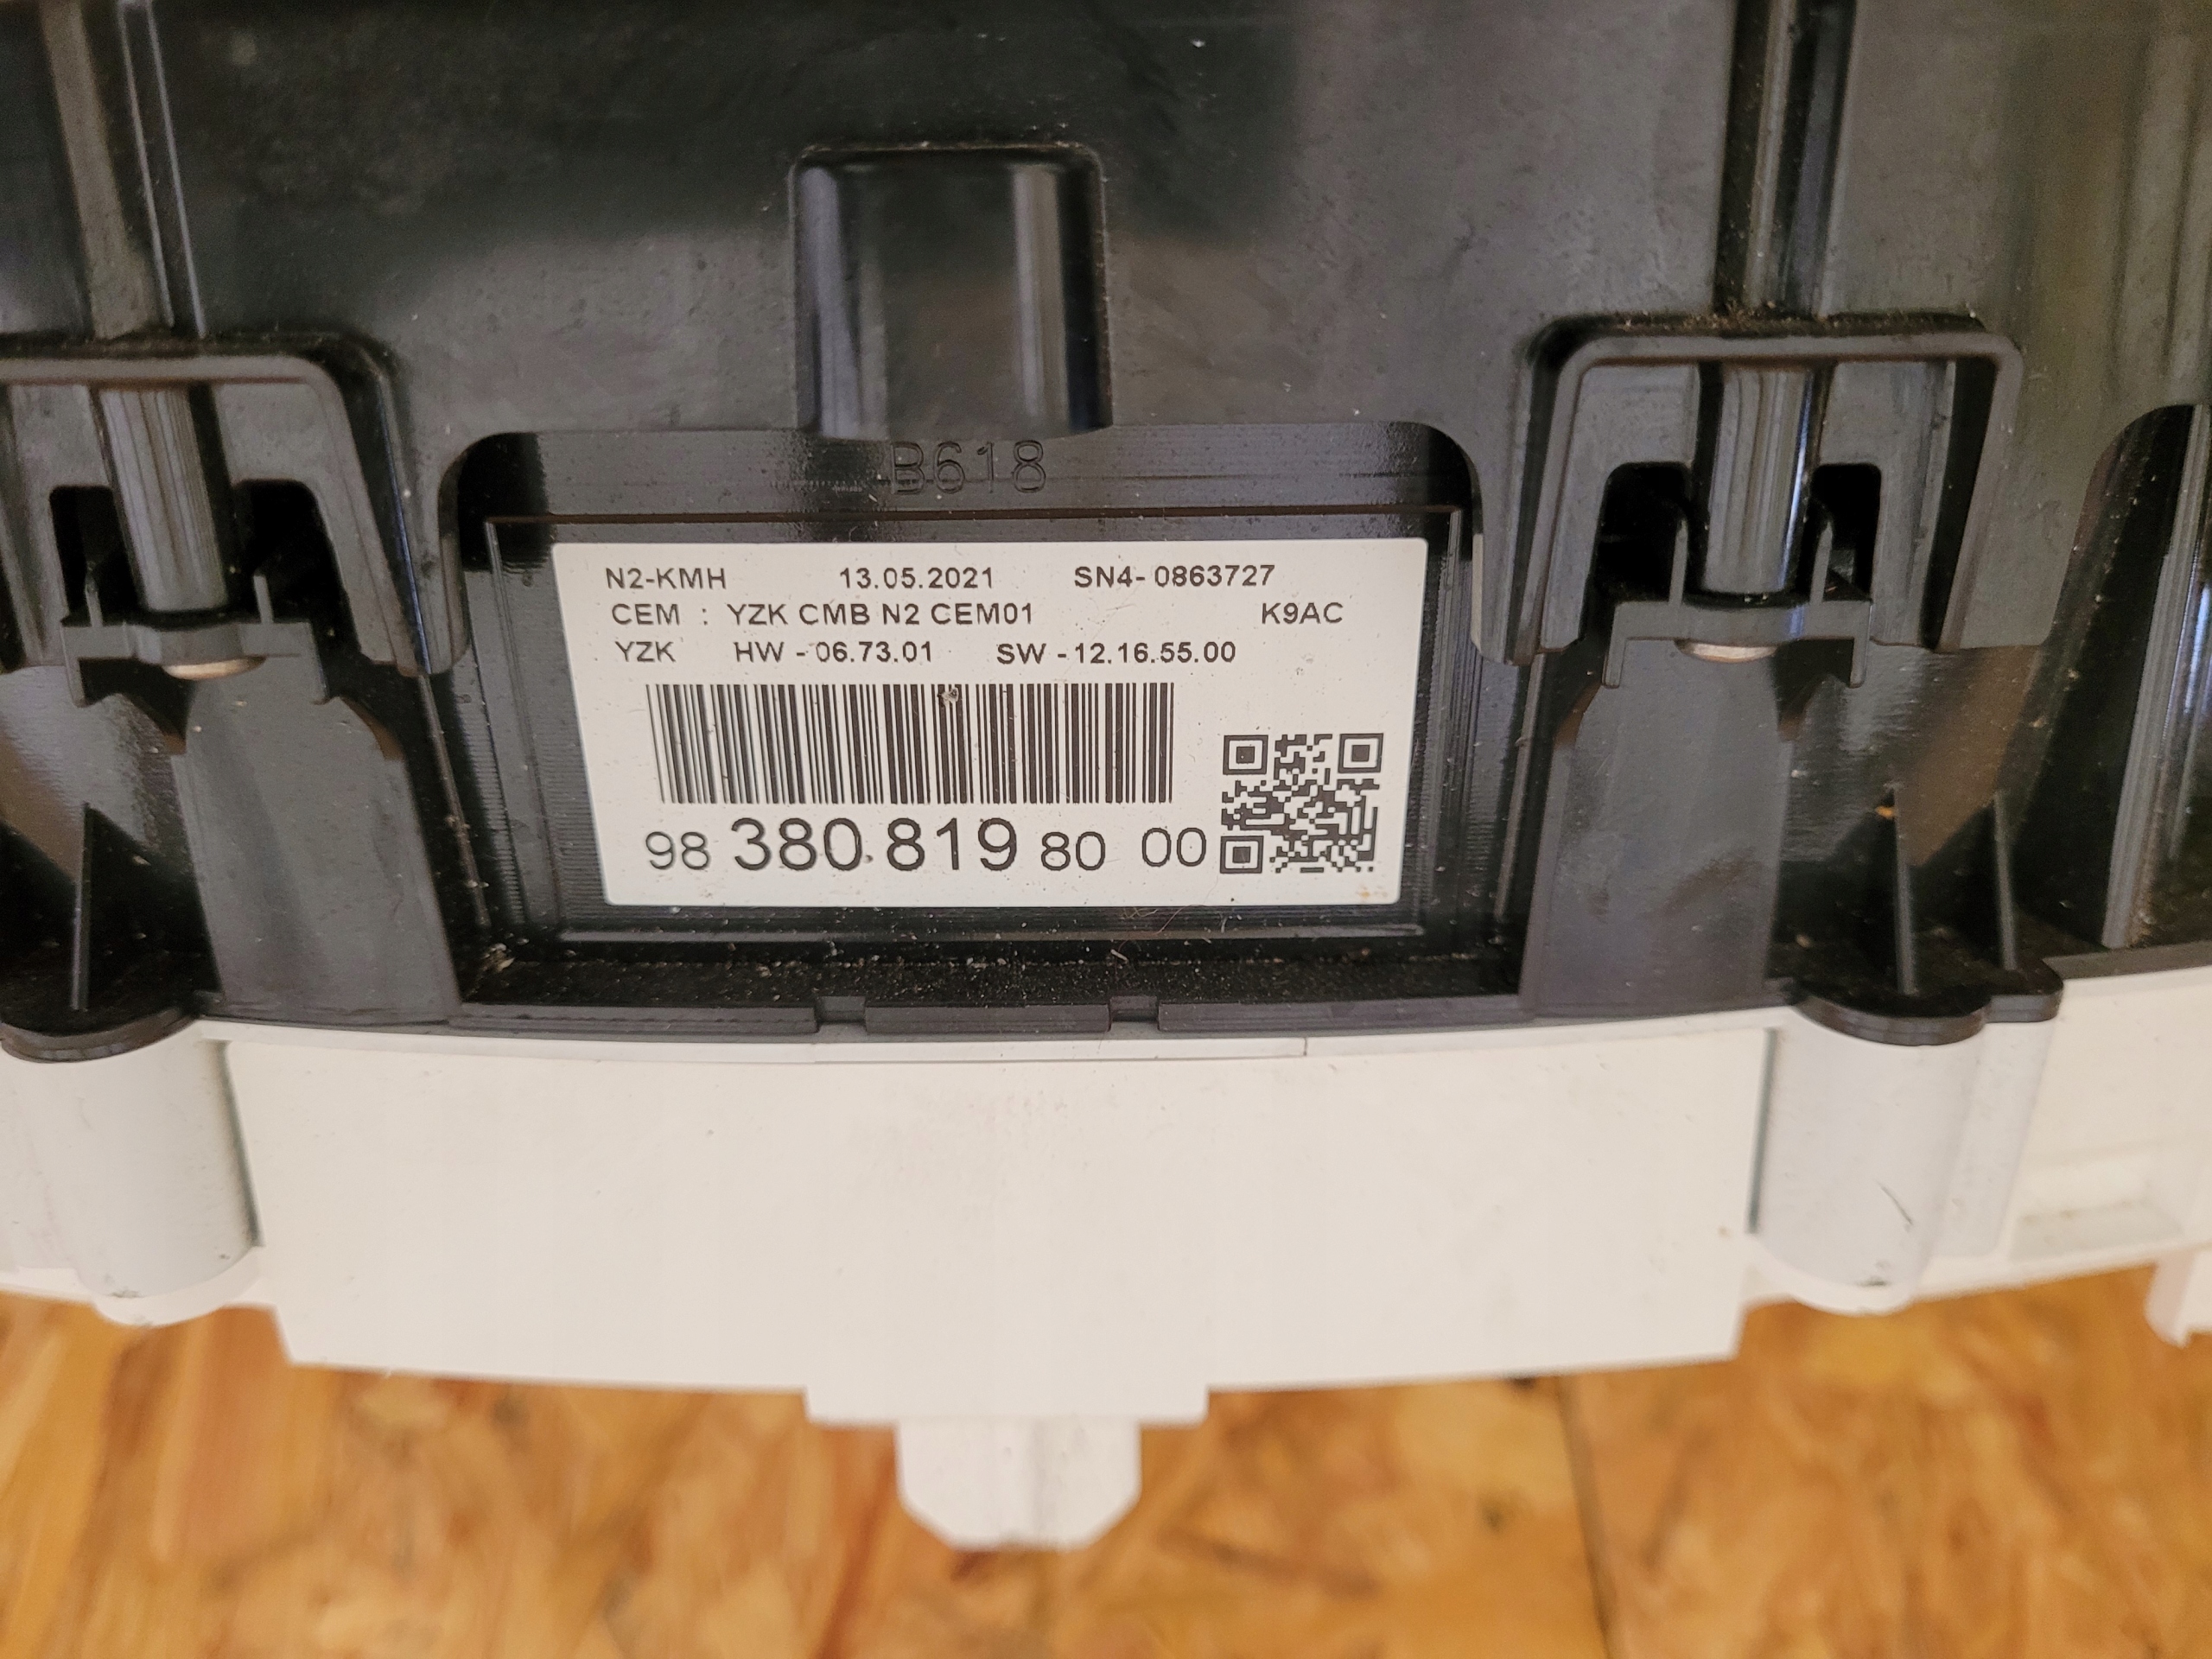 B618
N2-KMH 13.05.2021 SN4- 0863727
CEM : YZK CMB N2 CEM01 K9AC
YZK HW - 06.73.01 SW - 12.16.55.00
98 380 819 80 00